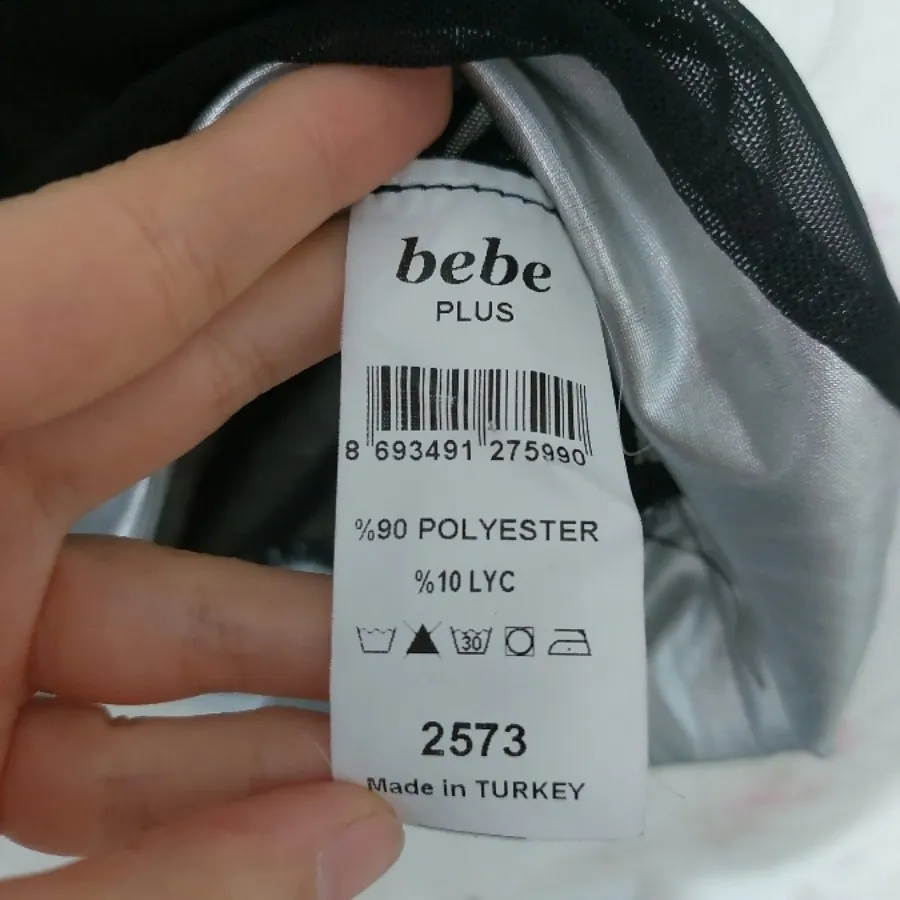 bebe
PLUS
8 693491 275990
%90 POLYESTER
%10 LYC
30
2573
Made in TURKEY